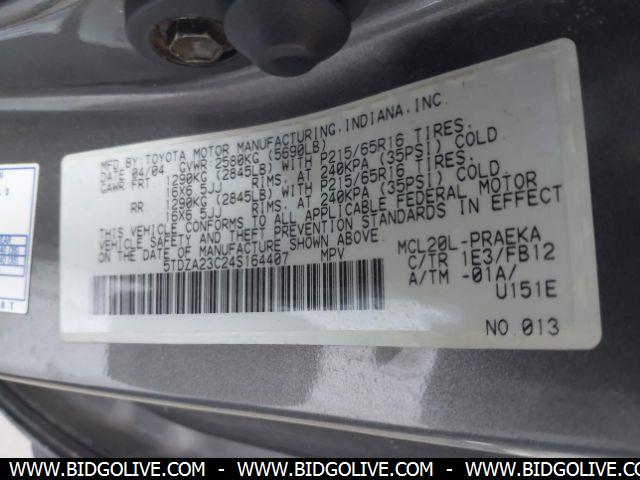 MFD.BY:TOYOTA MOTOR MANUFACTURING,INDIANA,INC.
DATE 04/04 GVWR 2580KG (5690LB)
GAWR FRT 1290KG (2845LB) WITH P215/65R16 TIRES.
16X6.5JJ RIMS, AT 240KPA (35PSI) COLD
RR 1290KG (2845LB) WITH P215/65R16 TIRES.
16X6.5JJ RIMS, AT 240KPA (35PSI) COLD
THIS VEHICLE CONFORMS TO ALL APPLICABLE FEDERAL MOTOR
VEHICLE SAFETY AND THEFT PREVENTION STANDARDS IN EFFECT
ON THE DATE OF MANUFACTURE SHOWN ABOVE.
5TDZA23C24S164407 MPV
MCL20L-PRAEKA
C/TR 1E3/FB12
A/TM -01A/
U151E
NO.013
WWW.BIDGOLIVE.COM - WWW.BIDGOLIVE.COM - WWW.BIDGOLIVE.COM